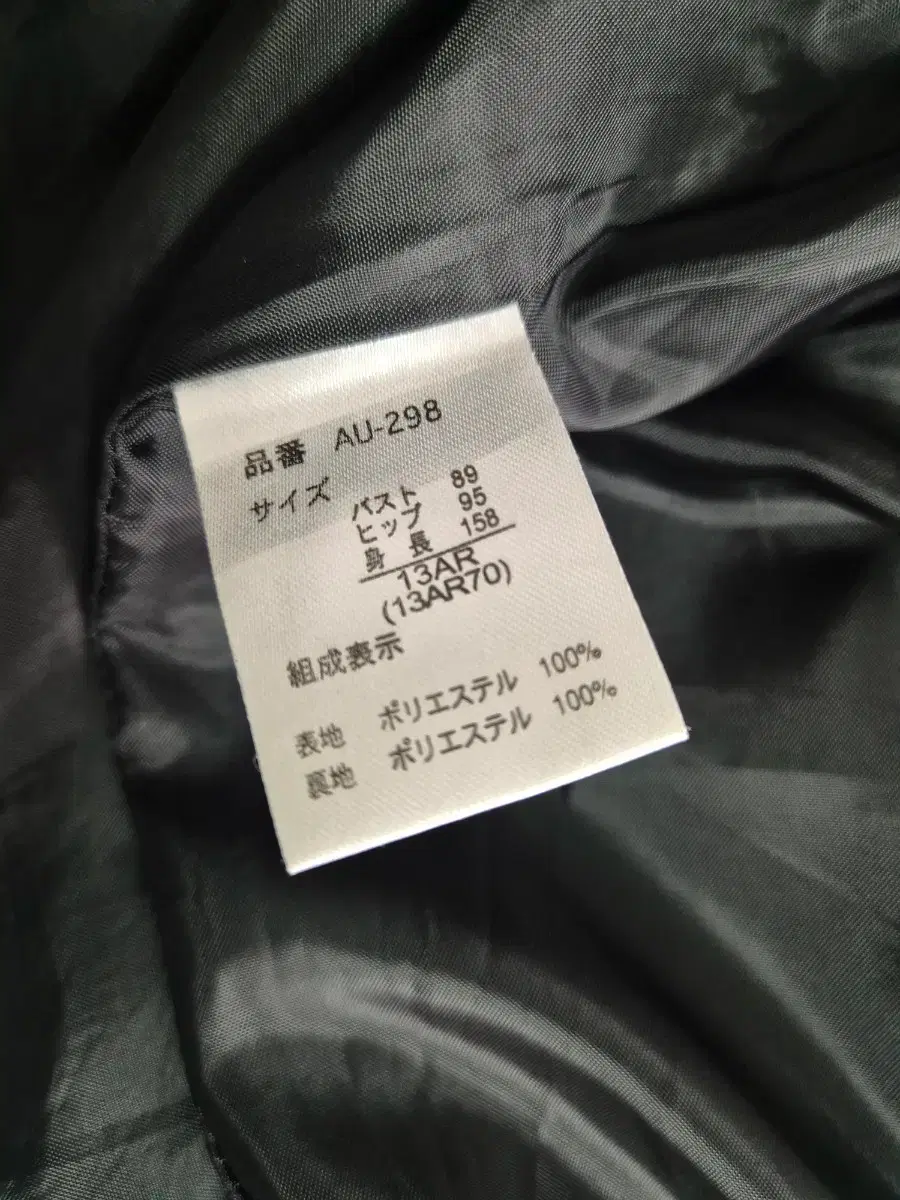 品番 AU-298
サイズ
バスト 89
ヒップ 95
身長 158
13AR
(13AR70)
組成表示
表地 ポリエステル 100%
裏地 ポリエステル 100%